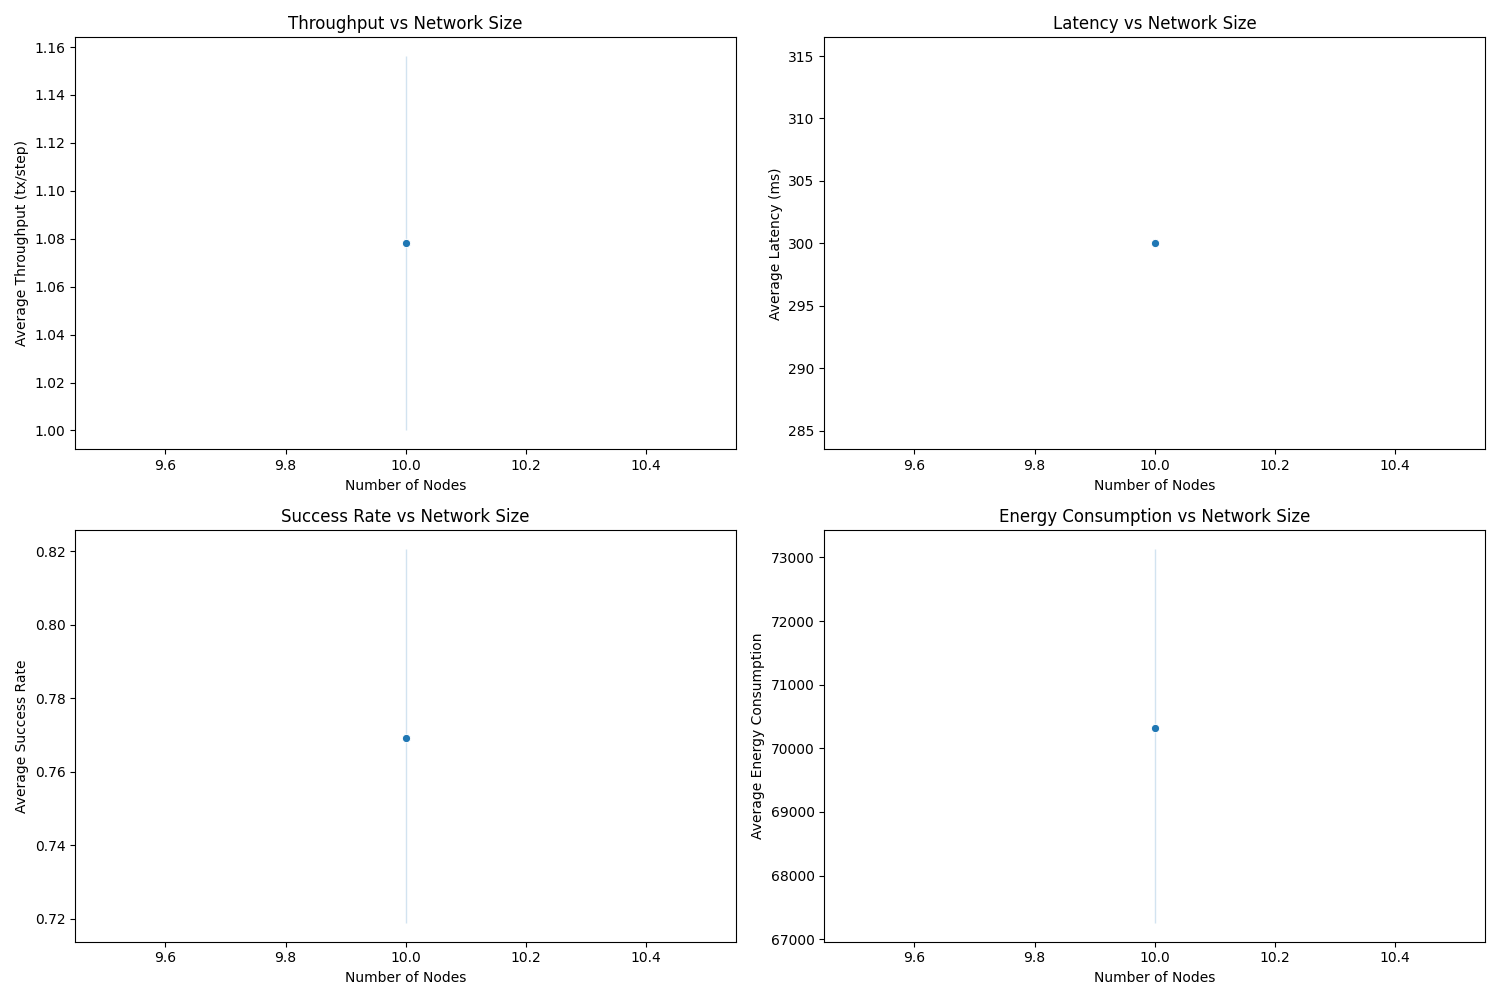 Throughput vs Network Size
Average Throughput (tx/step)
1.16
1.14
1.12
1.10
1.08
1.06
1.04
1.02
1.00
9.6 9.8 10.0 10.2 10.4
Number of Nodes
Latency vs Network Size
Average Latency (ms)
315
310
305
300
295
290
285
9.6 9.8 10.0 10.2 10.4
Number of Nodes
Success Rate vs Network Size
Average Success Rate
0.82
0.80
0.78
0.76
0.74
0.72
9.6 9.8 10.0 10.2 10.4
Number of Nodes
Energy Consumption vs Network Size
Average Energy Consumption
73000
72000
71000
70000
69000
68000
67000
9.6 9.8 10.0 10.2 10.4
Number of Nodes